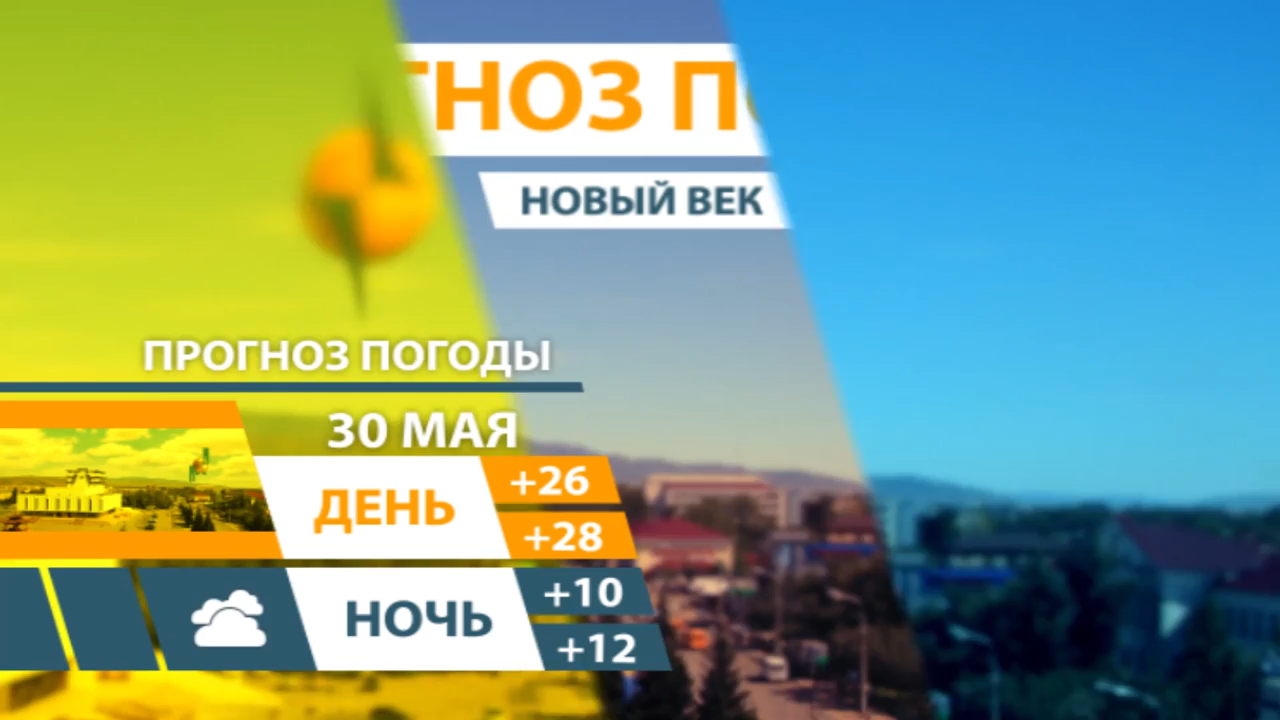 ГНОЗ П
НОВЫЙ ВЕК
ПРОГНОЗ ПОГОДЫ
30 МАЯ
ДЕНЬ
+26
+28
НОЧЬ
+10
+12